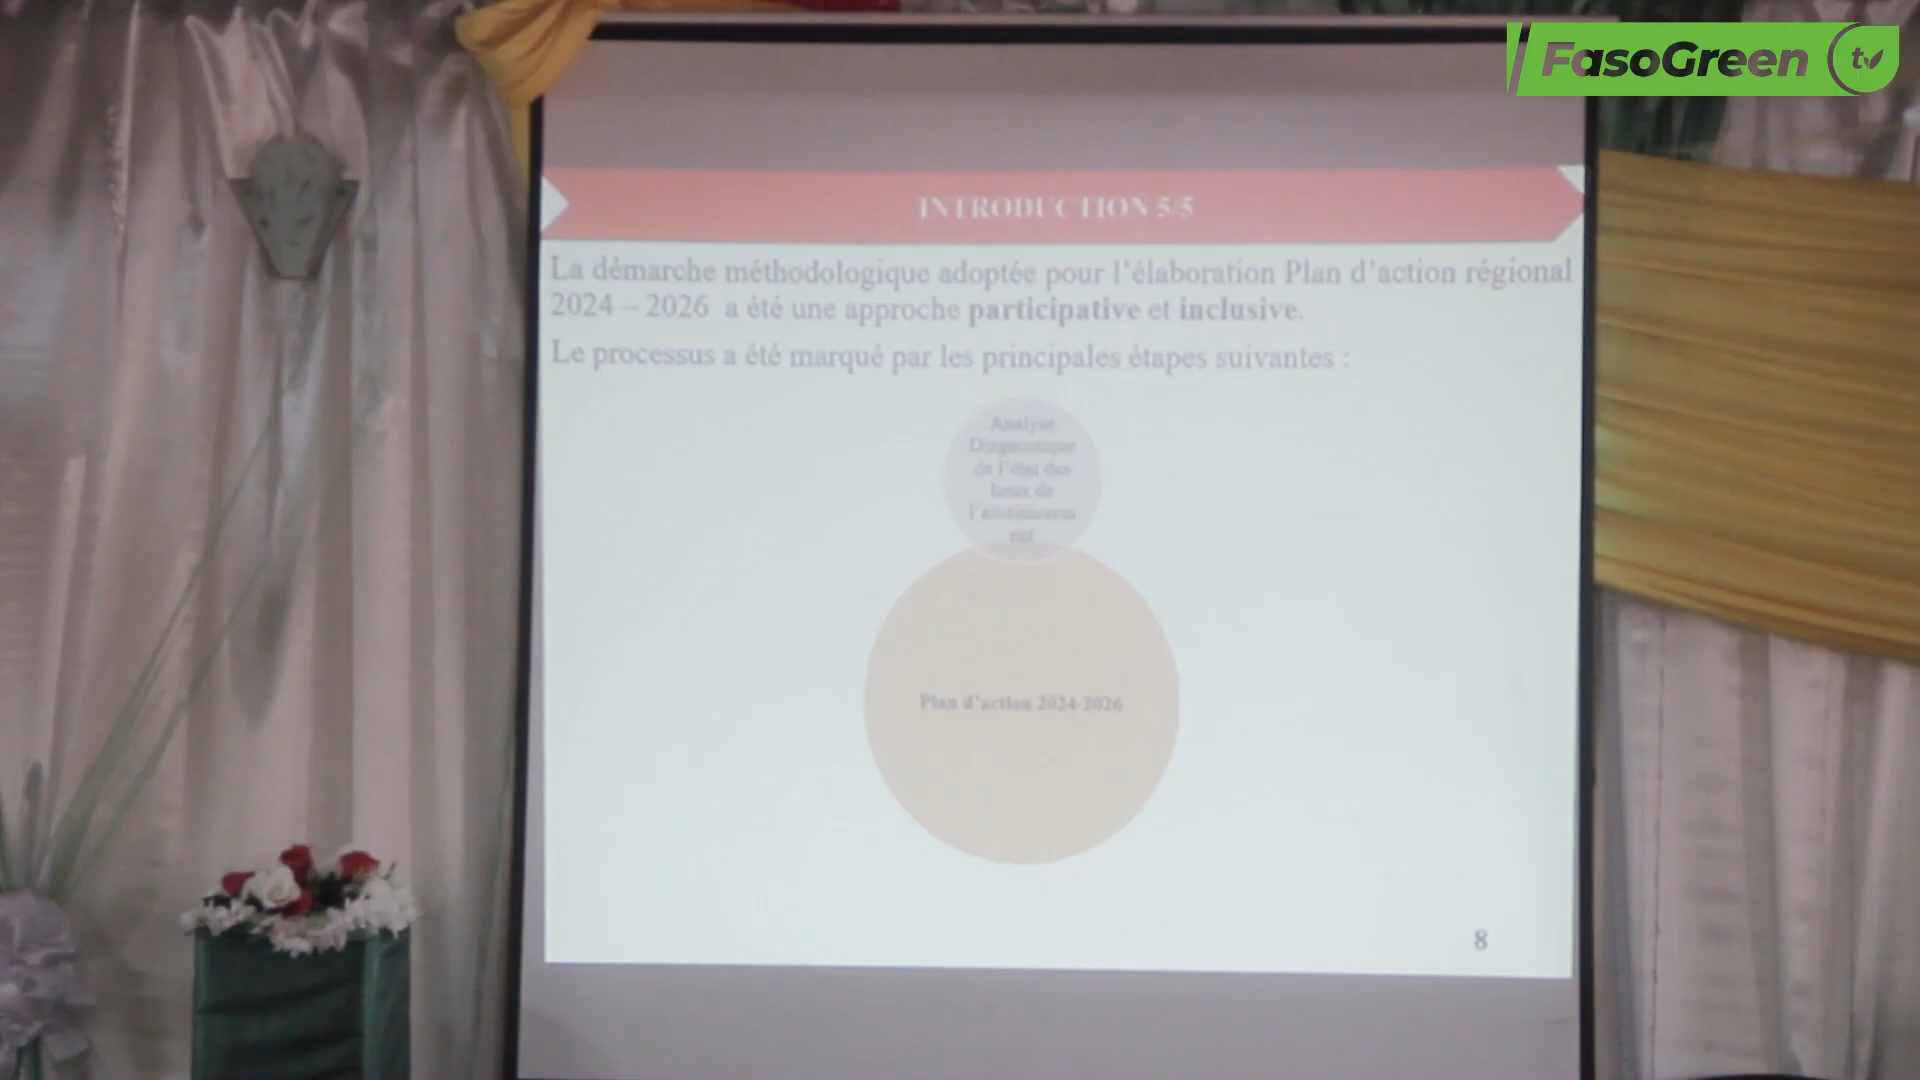 FasoGreen tv
INTRODUCTION 5/5
La démarche méthodologique adoptée pour l'élaboration Plan d'action régional
2024 – 2026 a été une approche participative et inclusive.
Le processus a été marqué par les principales étapes suivantes :
Analyse
Diagnostique
de l'état des
lieux de
l'assainissem
ent
Plan d'action 2024-2026
8